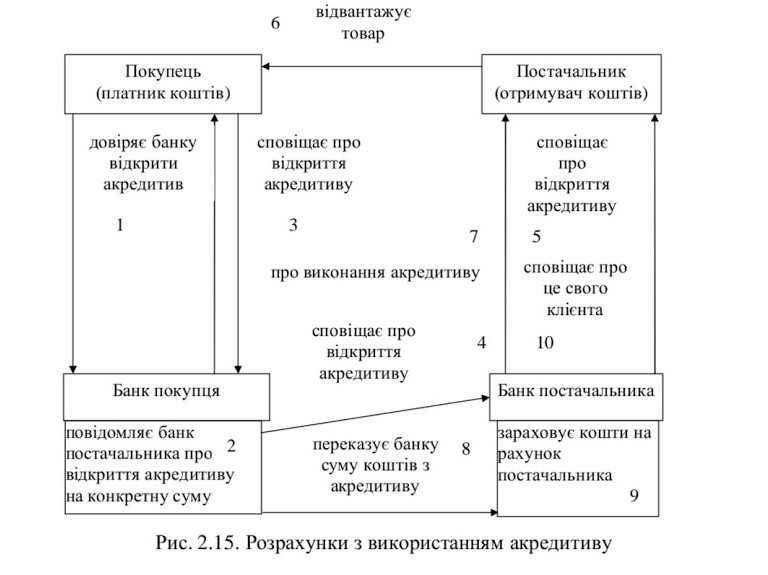 6
відвантажує
товар
Покупець
(платник коштів)
Постачальник
(отримувач коштів)
довіряє банку
відкрити
акредитив
1
сповіщає про
відкриття
акредитиву
3
сповіщає
про
відкриття
акредитиву
7
5
про виконання акредитиву
сповіщає про
це свого
клієнта
сповіщає про
відкриття
акредитиву
4
10
Банк покупця
Банк постачальника
повідомляє банк
постачальника про
відкриття акредитиву
на конкретну суму
2
переказує банку
суму коштів з
акредитиву
8
зараховує кошти на
рахунок
постачальника
9
Рис. 2.15. Розрахунки з використанням акредитиву